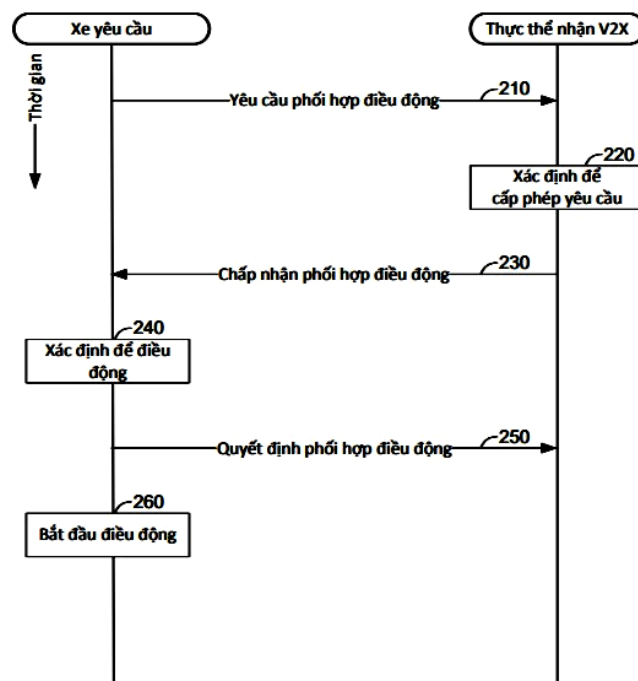 Xe yêu cầu
Thực thể nhận V2X
Thời gian
210
Yêu cầu phối hợp điều động
220
Xác định để
cấp phép yêu cầu
230
Chấp nhận phối hợp điều động
240
Xác định để điều
động
250
Quyết định phối hợp điều động
260
Bắt đầu điều động